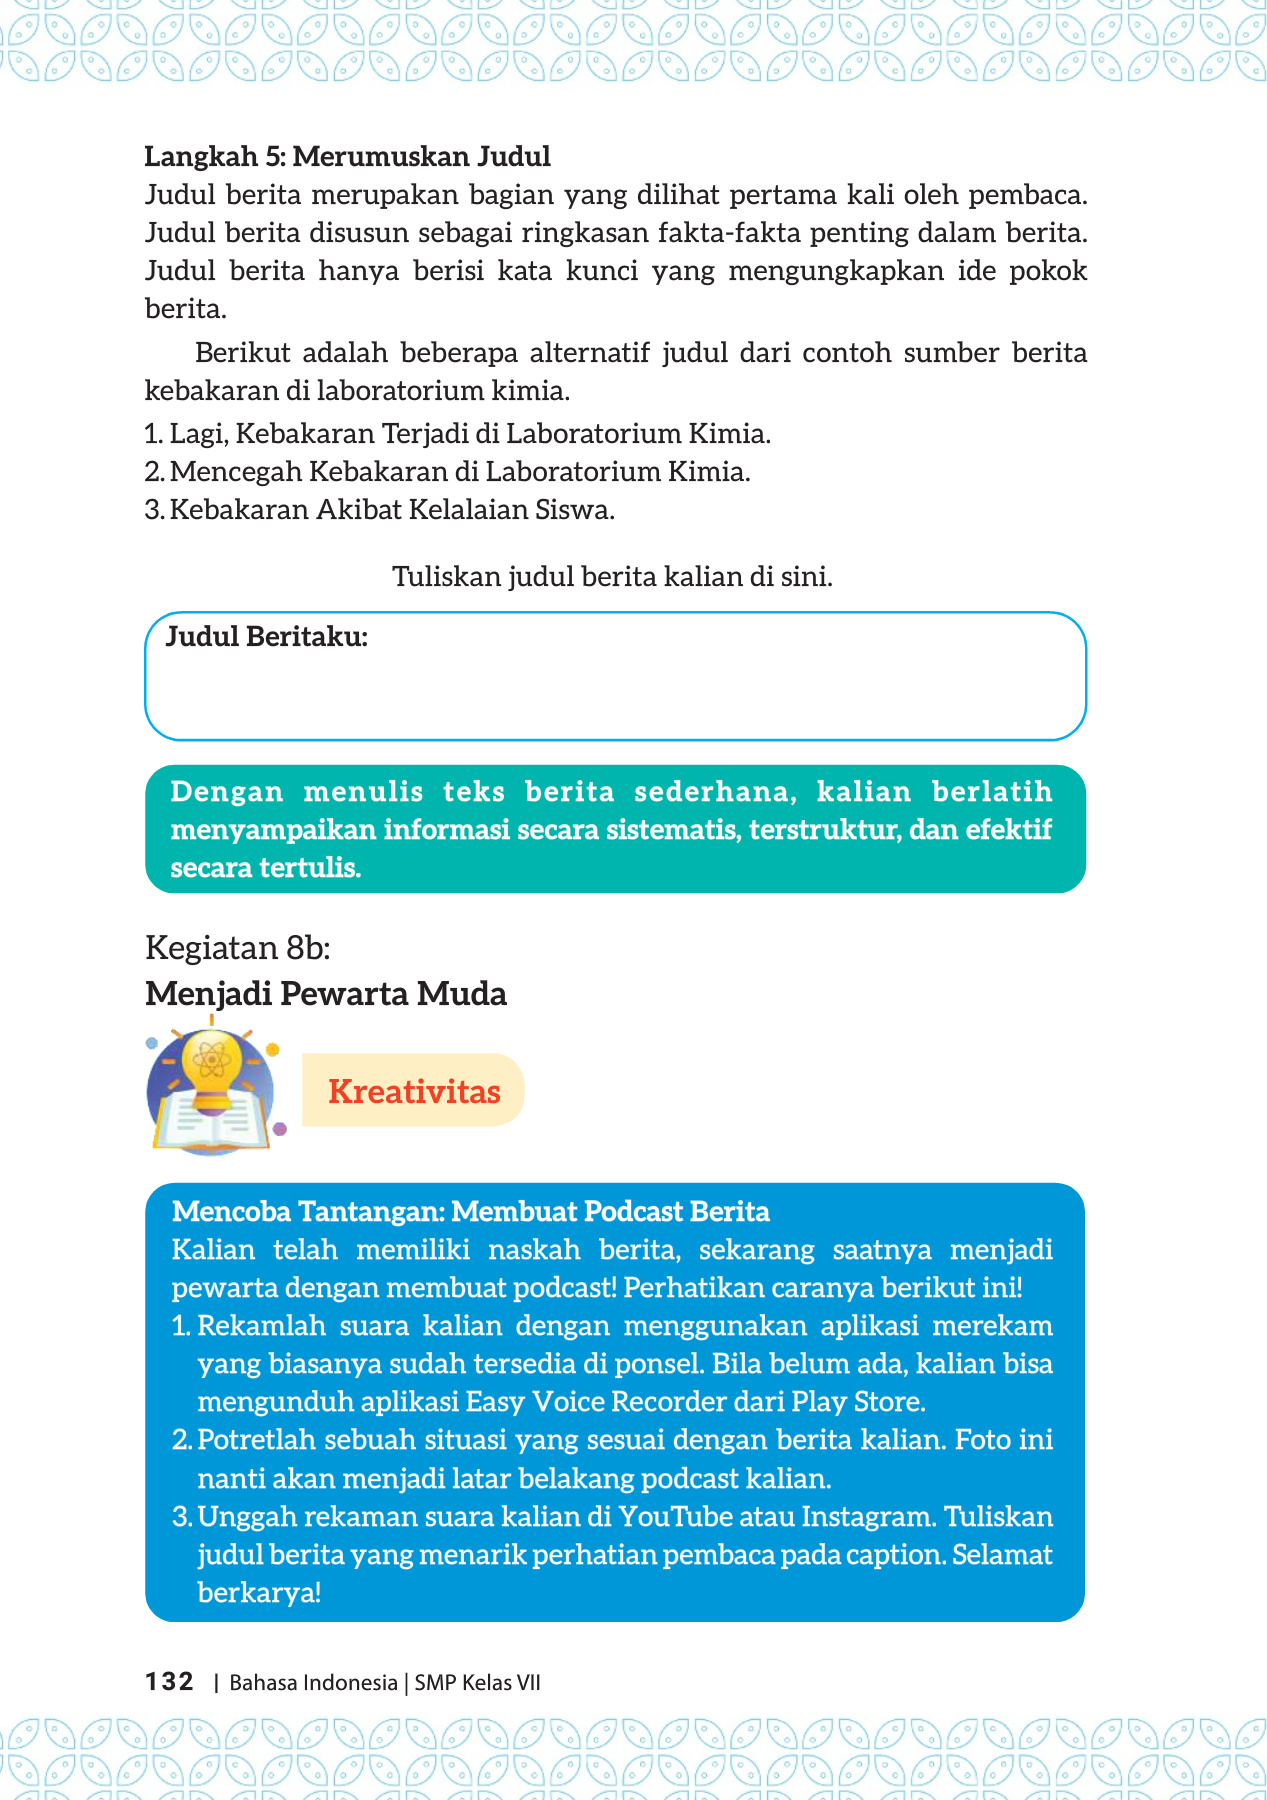 Langkah 5: Merumuskan Judul
Judul berita merupakan bagian yang dilihat pertama kali oleh pembaca.
Judul berita disusun sebagai ringkasan fakta-fakta penting dalam berita.
Judul berita hanya berisi kata kunci yang mengungkapkan ide pokok
berita.
Berikut adalah beberapa alternatif judul dari contoh sumber berita
kebakaran di laboratorium kimia.
1. Lagi, Kebakaran Terjadi di Laboratorium Kimia.
2. Mencegah Kebakaran di Laboratorium Kimia.
3. Kebakaran Akibat Kelalaian Siswa.
Tuliskan judul berita kalian di sini.
Judul Beritaku:
Dengan menulis teks berita sederhana, kalian berlatih
menyampaikan informasi secara sistematis, terstruktur, dan efektif
secara tertulis.
Kegiatan 8b:
Menjadi Pewarta Muda
Kreativitas
Mencoba Tantangan: Membuat Podcast Berita
Kalian telah memiliki naskah berita, sekarang saatnya menjadi
pewarta dengan membuat podcast! Perhatikan caranya berikut ini!
1. Rekamlah suara kalian dengan menggunakan aplikasi merekam
yang biasanya sudah tersedia di ponsel. Bila belum ada, kalian bisa
mengunduh aplikasi Easy Voice Recorder dari Play Store.
2. Potretlah sebuah situasi yang sesuai dengan berita kalian. Foto ini
nanti akan menjadi latar belakang podcast kalian.
3. Unggah rekaman suara kalian di YouTube atau Instagram. Tuliskan
judul berita yang menarik perhatian pembaca pada caption. Selamat
berkarya!
132 | Bahasa Indonesia | SMP Kelas VII